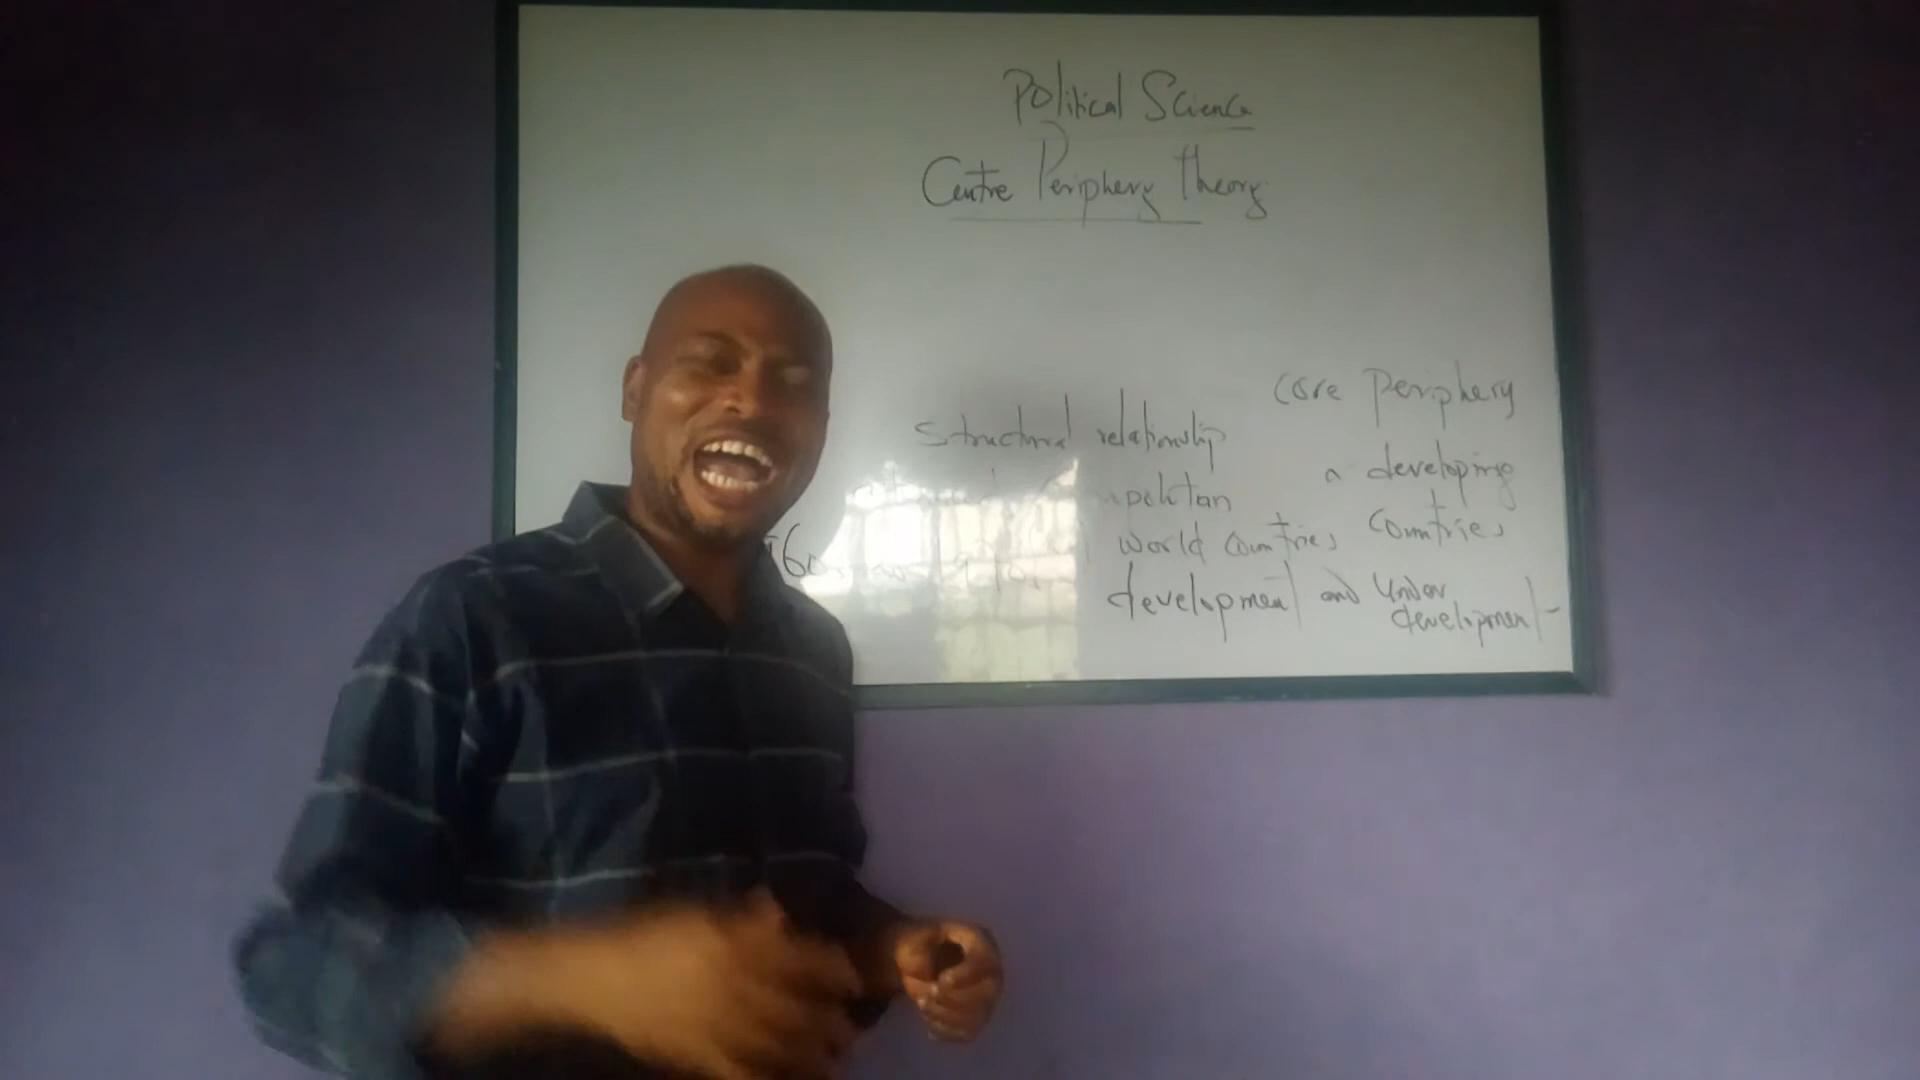 Political Science
Centre Periphery Theory
core Periphery
structural relationship
a developing
countries
world countries
development and under
development